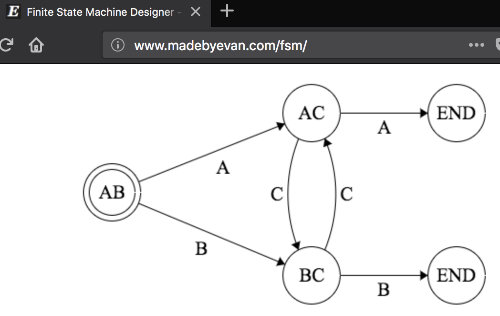 Finite State Machine Designer -
www.madebyevan.com/fsm/
AC
A
END
A
AB
C
C
B
BC
B
END